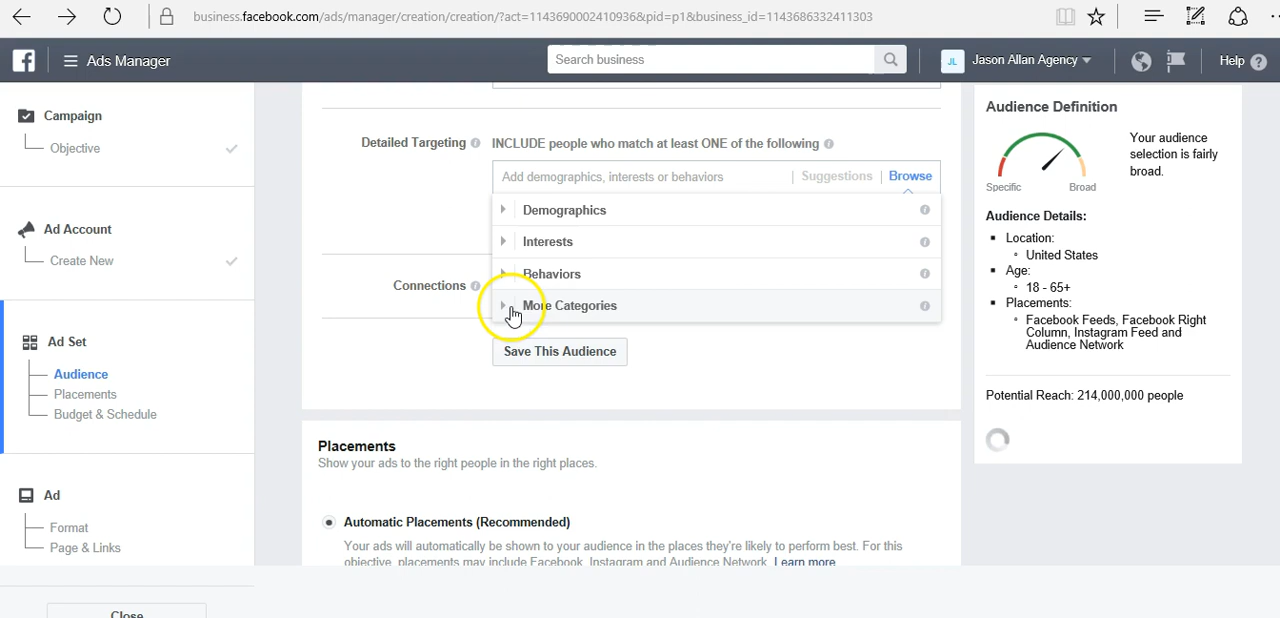 business.facebook.com/ads/manager/creation/creation/?act=1143690002410936&pid=p1&business_id=1143686332411303
Ads Manager
Search business
JL
Jason Allan Agency
Help
Campaign
Objective
Ad Account
Create New
Ad Set
Audience
Placements
Budget & Schedule
Ad
Format
Page & Links
Close
Detailed Targeting
INCLUDE people who match at least ONE of the following
Add demographics, interests or behaviors
Suggestions
Browse
Demographics
Interests
Behaviors
More Categories
Connections
Save This Audience
Placements
Show your ads to the right people in the right places.
Automatic Placements (Recommended)
Your ads will automatically be shown to your audience in the places they're likely to perform best. For this
objective, placements may include Facebook, Instagram and Audience Network. Learn more.
Audience Definition
Your audience
selection is fairly
broad.
Specific
Broad
Audience Details:
Location:
United States
Age:
18 - 65+
Placements:
Facebook Feeds, Facebook Right
Column, Instagram Feed and
Audience Network
Potential Reach: 214,000,000 people